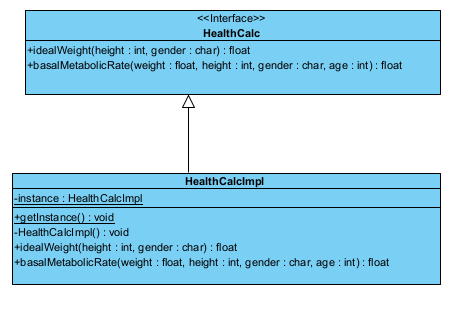 <<Interface>>
HealthCalc
+idealWeight(height : int, gender : char) : float
+basalMetabolicRate(weight : float, height : int, gender : char, age : int) : float
HealthCalcImpl
-instance : HealthCalcImpl
+getInstance() : void
-HealthCalcImpl() : void
+idealWeight(height : int, gender : char) : float
+basalMetabolicRate(weight : float, height : int, gender : char, age : int) : float